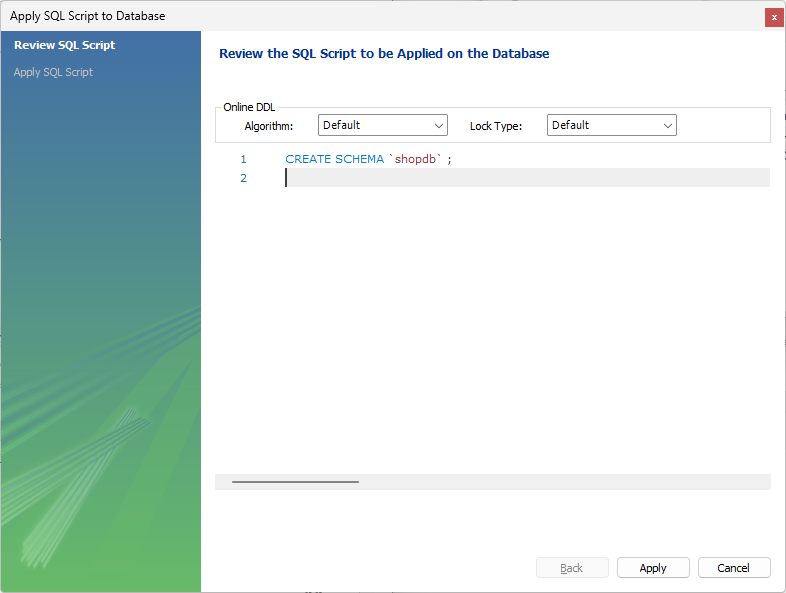 Apply SQL Script to Database
x
Review SQL Script
Apply SQL Script
Review the SQL Script to be Applied on the Database
Online DDL
Algorithm: Default Lock Type: Default
1 CREATE SCHEMA `shopdb` ;
2
Back Apply Cancel